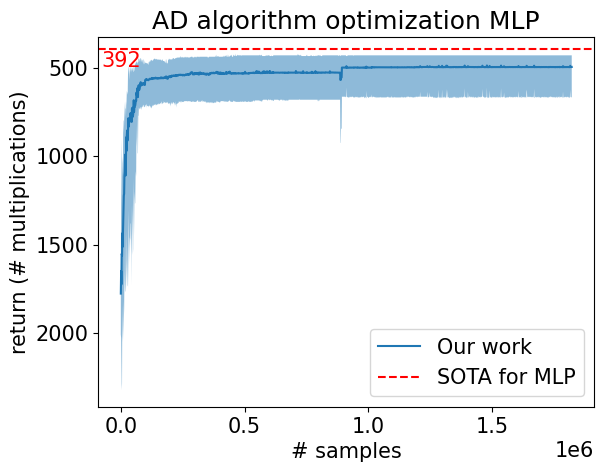 AD algorithm optimization MLP
392
500
1000
1500
2000
return (# multiplications)
Our work
SOTA for MLP
0.0 0.5 1.0 1.5
1e6
# samples